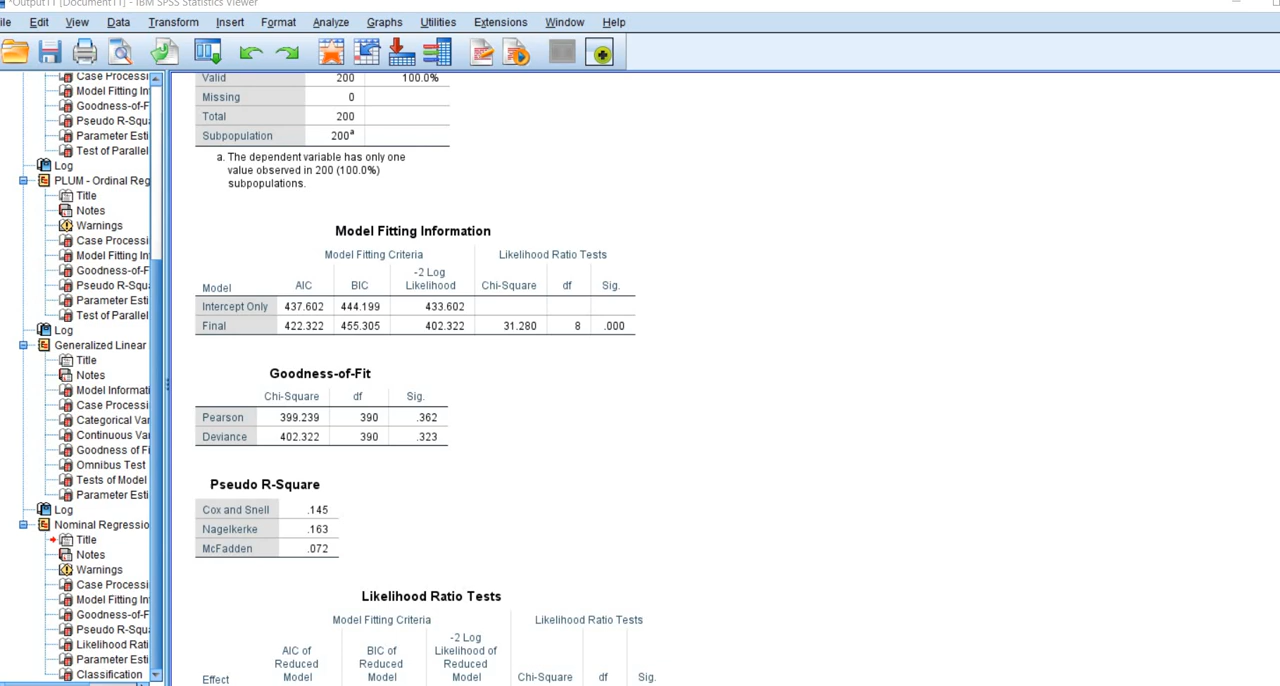 *Output11 [Document11] - IBM SPSS Statistics Viewer
ile Edit View Data Transform Insert Format Analyze Graphs Utilities Extensions Window Help
Case Processi
Model Fitting In
Goodness-of-F
Pseudo R-Squa
Parameter Esti
Test of Parallel
Log
PLUM - Ordinal Reg
Title
Notes
Warnings
Case Processi
Model Fitting In
Goodness-of-F
Pseudo R-Squa
Parameter Esti
Test of Parallel
Log
Generalized Linear
Title
Notes
Model Informati
Case Processi
Categorical Var
Continuous Var
Goodness of Fi
Omnibus Test
Tests of Model
Parameter Esti
Log
Nominal Regressio
Title
Notes
Warnings
Case Processi
Model Fitting In
Goodness-of-F
Pseudo R-Squa
Likelihood Rati
Parameter Esti
Classification
Valid 200 100.0%
Missing 0
Total 200
Subpopulation 200a
a. The dependent variable has only one
value observed in 200 (100.0%)
subpopulations.
Model Fitting Information
Model Fitting Criteria Likelihood Ratio Tests
-2 Log
Model AIC BIC Likelihood Chi-Square df Sig.
Intercept Only 437.602 444.199 433.602
Final 422.322 455.305 402.322 31.280 8 .000
Goodness-of-Fit
Chi-Square df Sig.
Pearson 399.239 390 .362
Deviance 402.322 390 .323
Pseudo R-Square
Cox and Snell .145
Nagelkerke .163
McFadden .072
Likelihood Ratio Tests
Model Fitting Criteria Likelihood Ratio Tests
-2 Log
AIC of BIC of Likelihood of
Reduced Reduced Reduced
Effect Model Model Model Chi-Square df Sig.